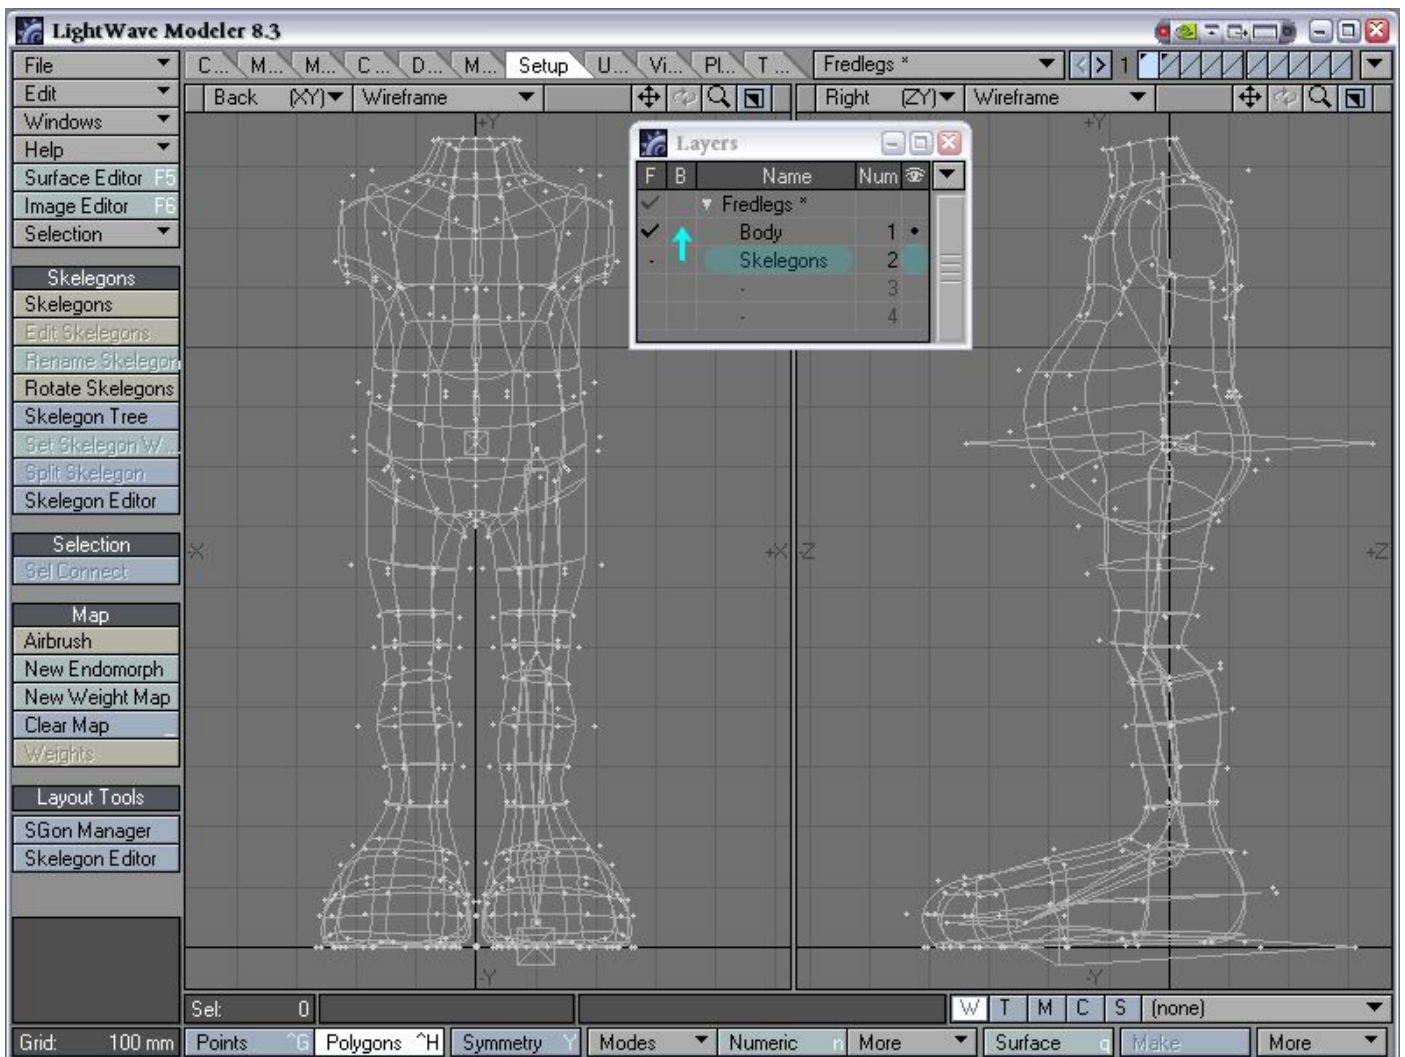 LightWave Modeler 8.3
File
C... M... M... C... D... M... Setup U... Vi... Pl... T... Fredlegs * < > 1
Edit
Back (XY) Wireframe
Right (ZY) Wireframe
Windows
Help
Surface Editor F5
Image Editor F6
Selection
Skelegons
Skelegons
Edit Skelegons
Rename Skelegon
Rotate Skelegons
Skelegon Tree
Set Skelegon W...
Split Skelegon
Skelegon Editor
Selection
Sel Connect
Map
Airbrush
New Endomorph
New Weight Map
Clear Map _
Weights
Layout Tools
SGon Manager
Skelegon Editor
+Y
-X
+X
-Y
+Y
-Z
+Z
-Y
Layers
F B Name Num
Fredlegs *
Body 1
Skelegons 2
- 3
- 4
Sel: 0
W T M C S (none)
Grid: 100 mm Points ^G Polygons ^H Symmetry Y Modes Numeric n More Surface q Make More